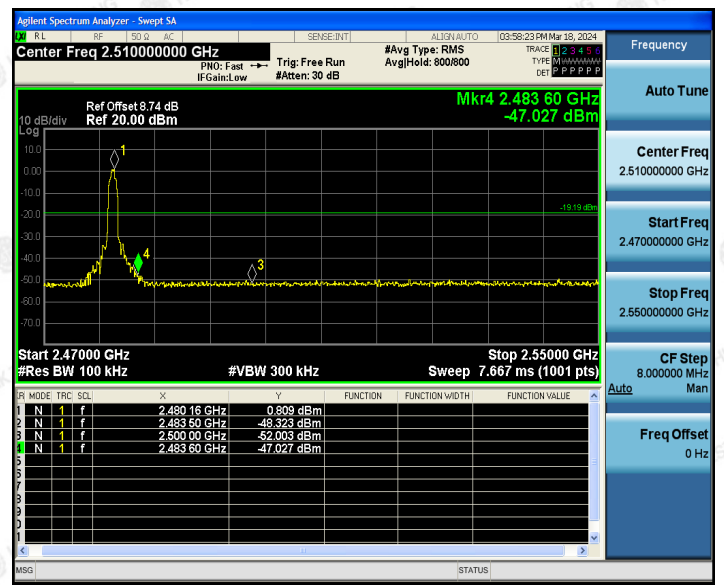 Agilent Spectrum Analyzer - Swept SA
LXI RL RF 50 Ω AC SENSE:INT ALIGN AUTO 03:58:23 PM Mar 18, 2024
Center Freq 2.510000000 GHz
PNO: Fast
IFGain:Low
Trig: Free Run
#Atten: 30 dB
#Avg Type: RMS
Avg|Hold: 800/800
TRACE 1 2 3 4 5 6
TYPE M
DET P P P P P P
Ref Offset 8.74 dB
10 dB/div Ref 20.00 dBm
Log
Mkr4 2.483 60 GHz
-47.027 dBm
10.0
0.00
-10.0
-20.0
-30.0
-40.0
-50.0
-60.0
-70.0
1
4
3
-19.19 dBm
Start 2.47000 GHz Stop 2.55000 GHz
#Res BW 100 kHz #VBW 300 kHz Sweep 7.667 ms (1001 pts)
MODE TRC SCL X Y FUNCTION FUNCTION WIDTH FUNCTION VALUE
1 N 1 f 2.480 16 GHz 0.809 dBm
2 N 1 f 2.483 50 GHz -48.323 dBm
3 N 1 f 2.500 00 GHz -52.003 dBm
4 N 1 f 2.483 60 GHz -47.027 dBm
5
6
7
8
9
MSG STATUS
Frequency
Auto Tune
Center Freq
2.510000000 GHz
Start Freq
2.470000000 GHz
Stop Freq
2.550000000 GHz
CF Step
8.000000 MHz
Auto Man
Freq Offset
0 Hz